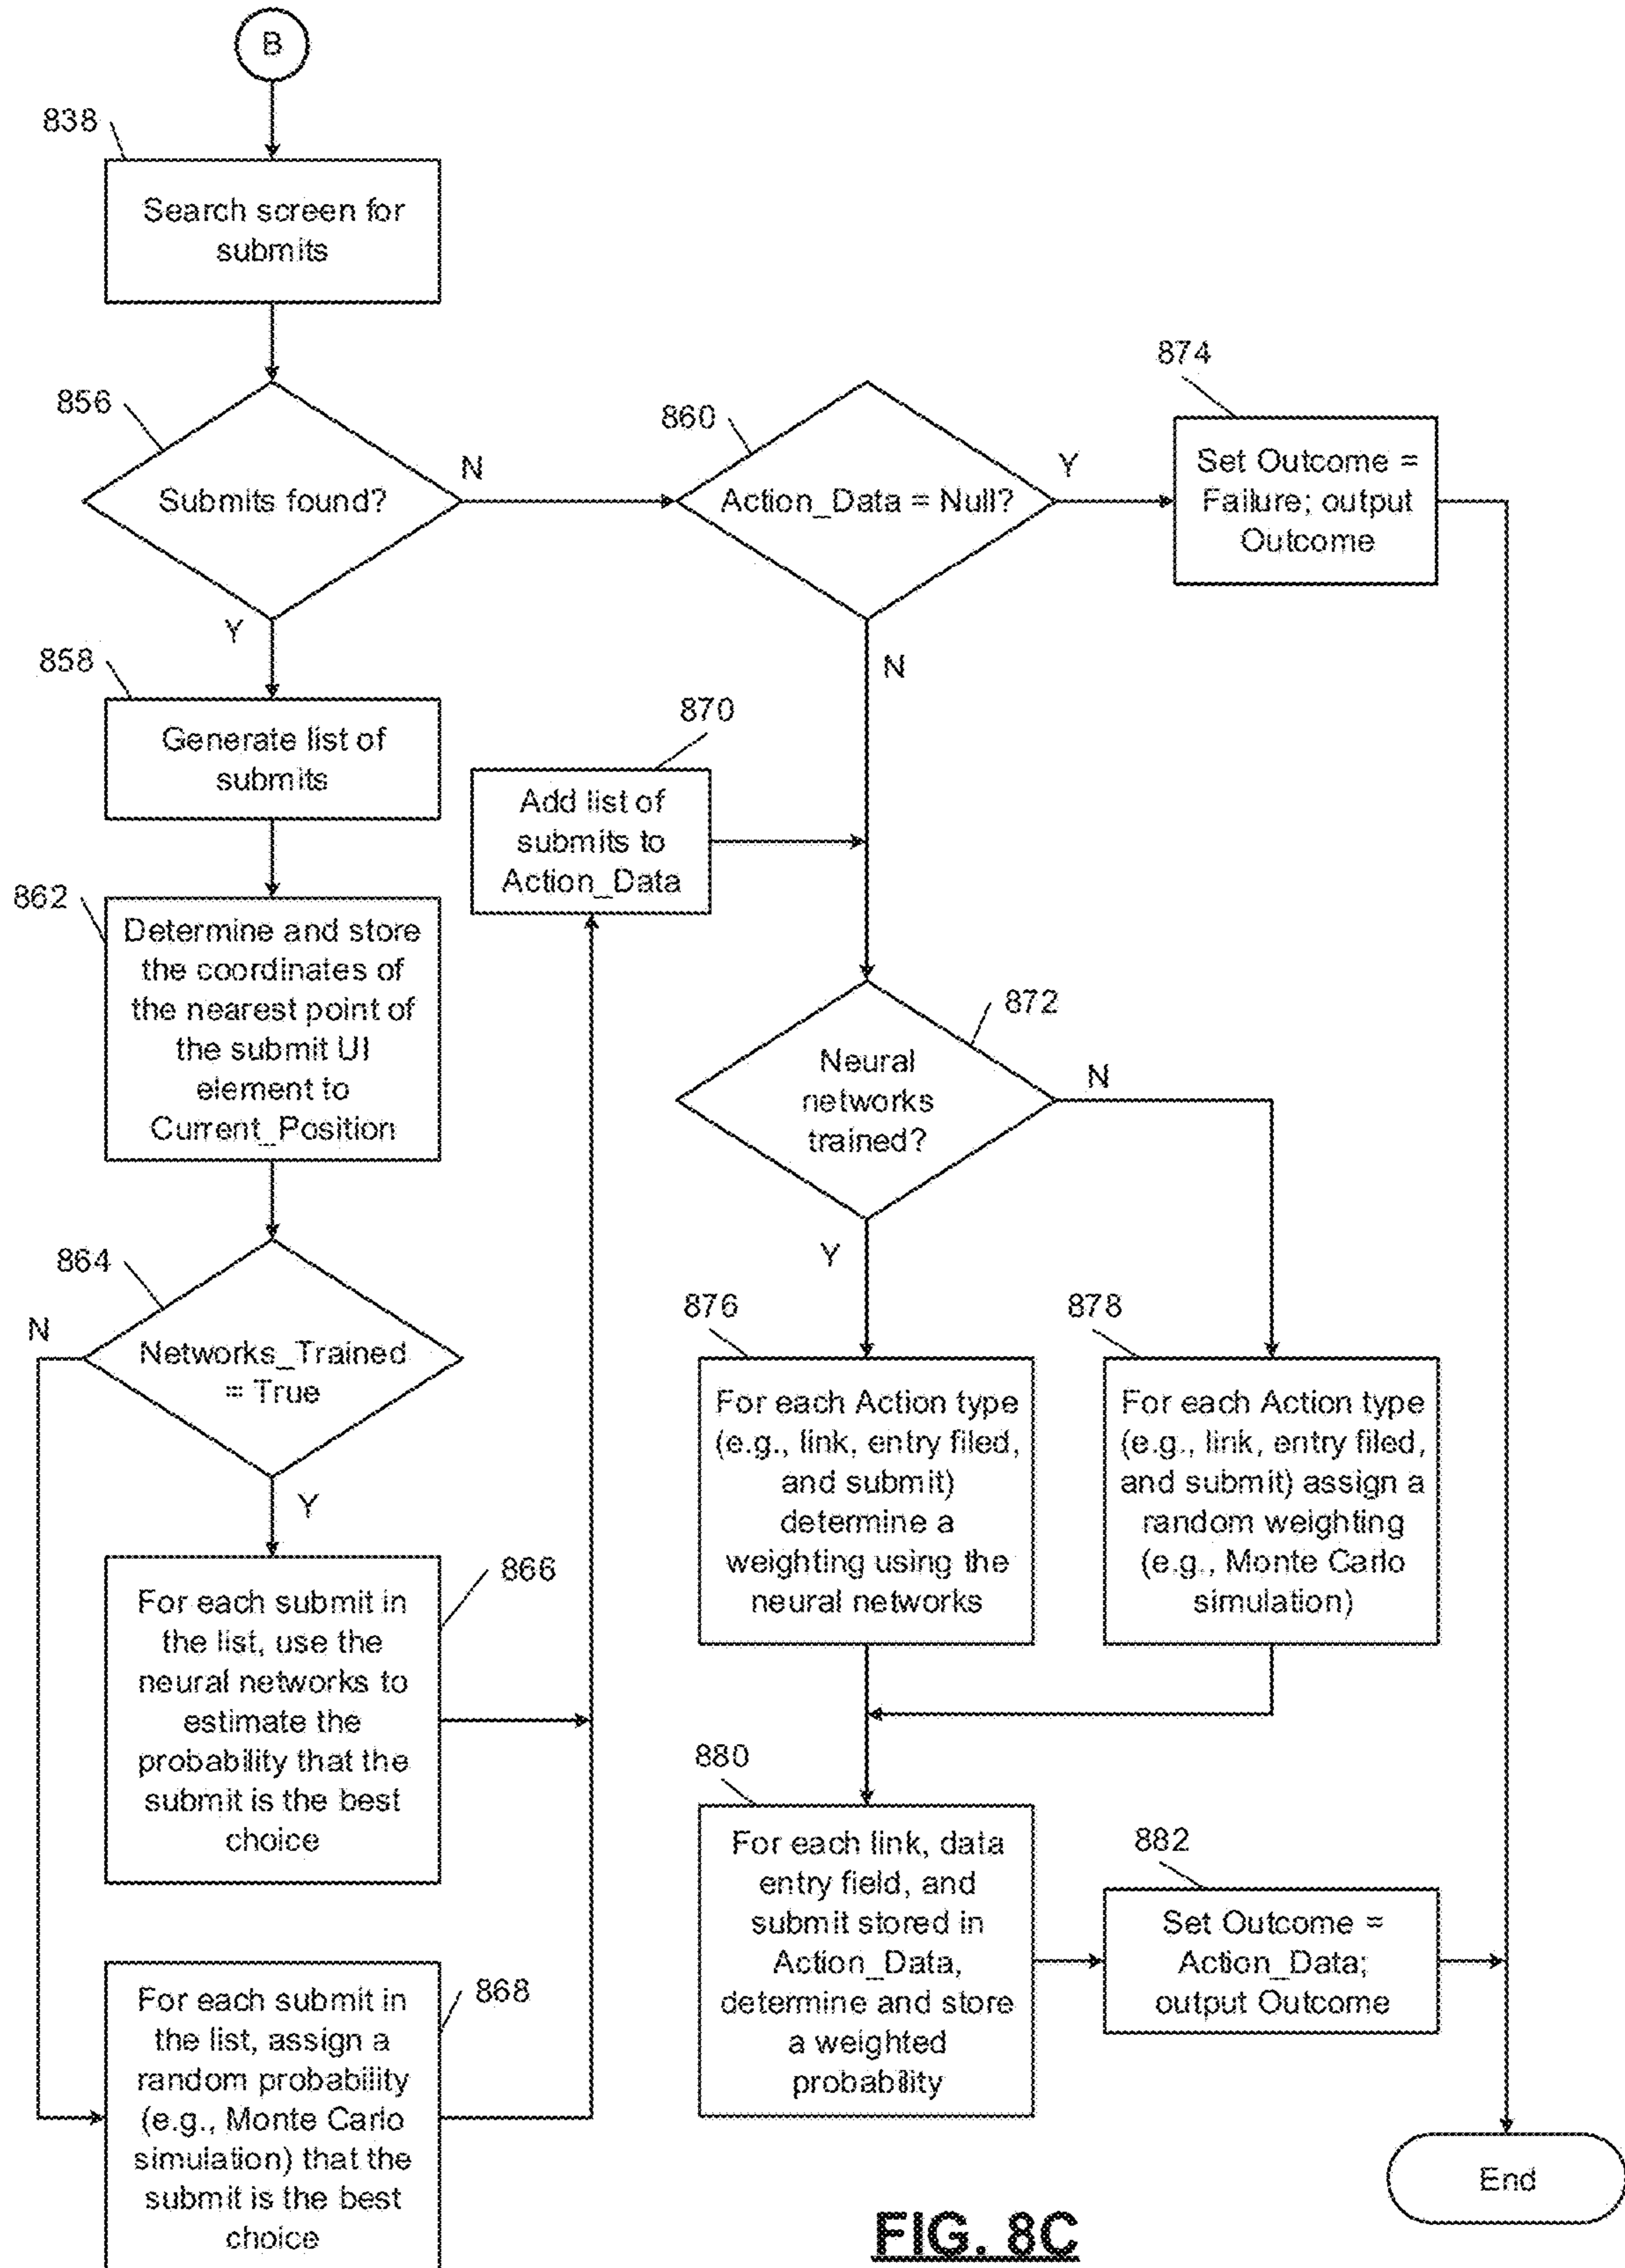 B
838
Search screen for
submits
856
Submits found?
N
Y
860
Action_Data = Null?
Y
N
874
Set Outcome =
Failure; output
Outcome
858
Generate list of
submits
870
Add list of
submits to
Action_Data
862
Determine and store
the coordinates of
the nearest point of
the submit UI
element to
Current_Position
872
Neural
networks
trained?
N
Y
864
N
Networks_Trained
= True
Y
876
For each Action type
(e.g., link, entry filed,
and submit)
determine a
weighting using the
neural networks
878
For each Action type
(e.g., link, entry filed,
and submit) assign a
random weighting
(e.g., Monte Carlo
simulation)
866
For each submit in
the list, use the
neural networks to
estimate the
probability that the
submit is the best
choice
880
For each link, data
entry field, and
submit stored in
Action_Data,
determine and store
a weighted
probability
882
Set Outcome =
Action_Data;
output Outcome
868
For each submit in
the list, assign a
random probability
(e.g., Monte Carlo
simulation) that the
submit is the best
choice
End
FIG. 8C